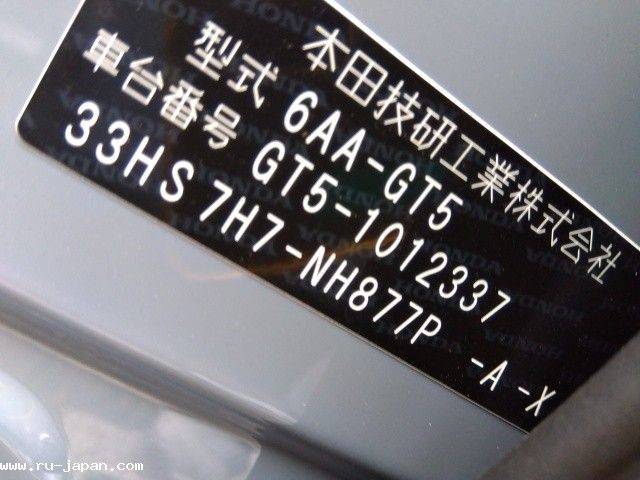 本田技研工業株式会社
型式 6AA-GT5
車台番号 GT5-1012337
33HS 7H7-NH877P -A -X
www.ru-japan.com